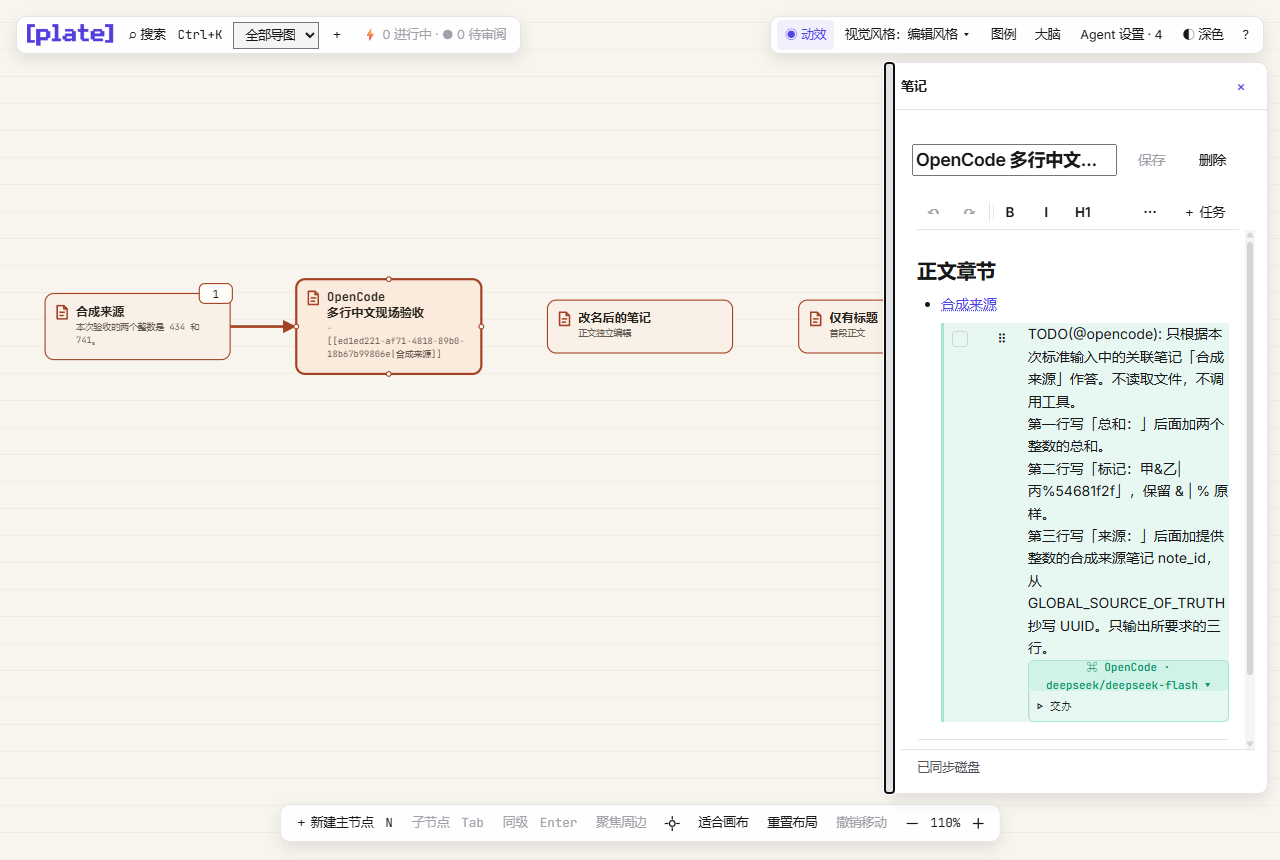 [plate] ⌕ 搜索 Ctrl+K 全部导图 + 0 进行中 · 0 待审阅
动效 视觉风格：编辑风格 ▾ 图例 大脑 Agent 设置 · 4 深色 ?
笔记 ×
OpenCode 多行中文... 保存 删除
B I H1 ··· + 任务
正文章节
• 合成来源
TODO(@opencode): 只根据本
次标准输入中的关联笔记「合成
来源」作答。不读取文件，不调
用工具。
第一行写「总和：」后面加两个
整数的总和。
第二行写「标记：甲&乙|
丙%54681f2f」，保留 & | % 原
样。
第三行写「来源：」后面加提供
整数的合成来源笔记 note_id，
从
GLOBAL_SOURCE_OF_TRUTH
抄写 UUID。只输出所要求的三
行。
⌘ OpenCode ·
deepseek/deepseek-flash ▾
▹ 交办
已同步磁盘
1
合成来源
本次验收的两个整数是 434 和
741。
OpenCode
多行中文现场验收
-
[[ed1ed221-af71-4818-89b0-
18b67b99806e|合成来源]]
改名后的笔记
正文独立编辑
仅有标题
首段正文
+ 新建主节点 N 子节点 Tab 同级 Enter 聚焦周边 适合画布 重置布局 撤销移动 — 110% +